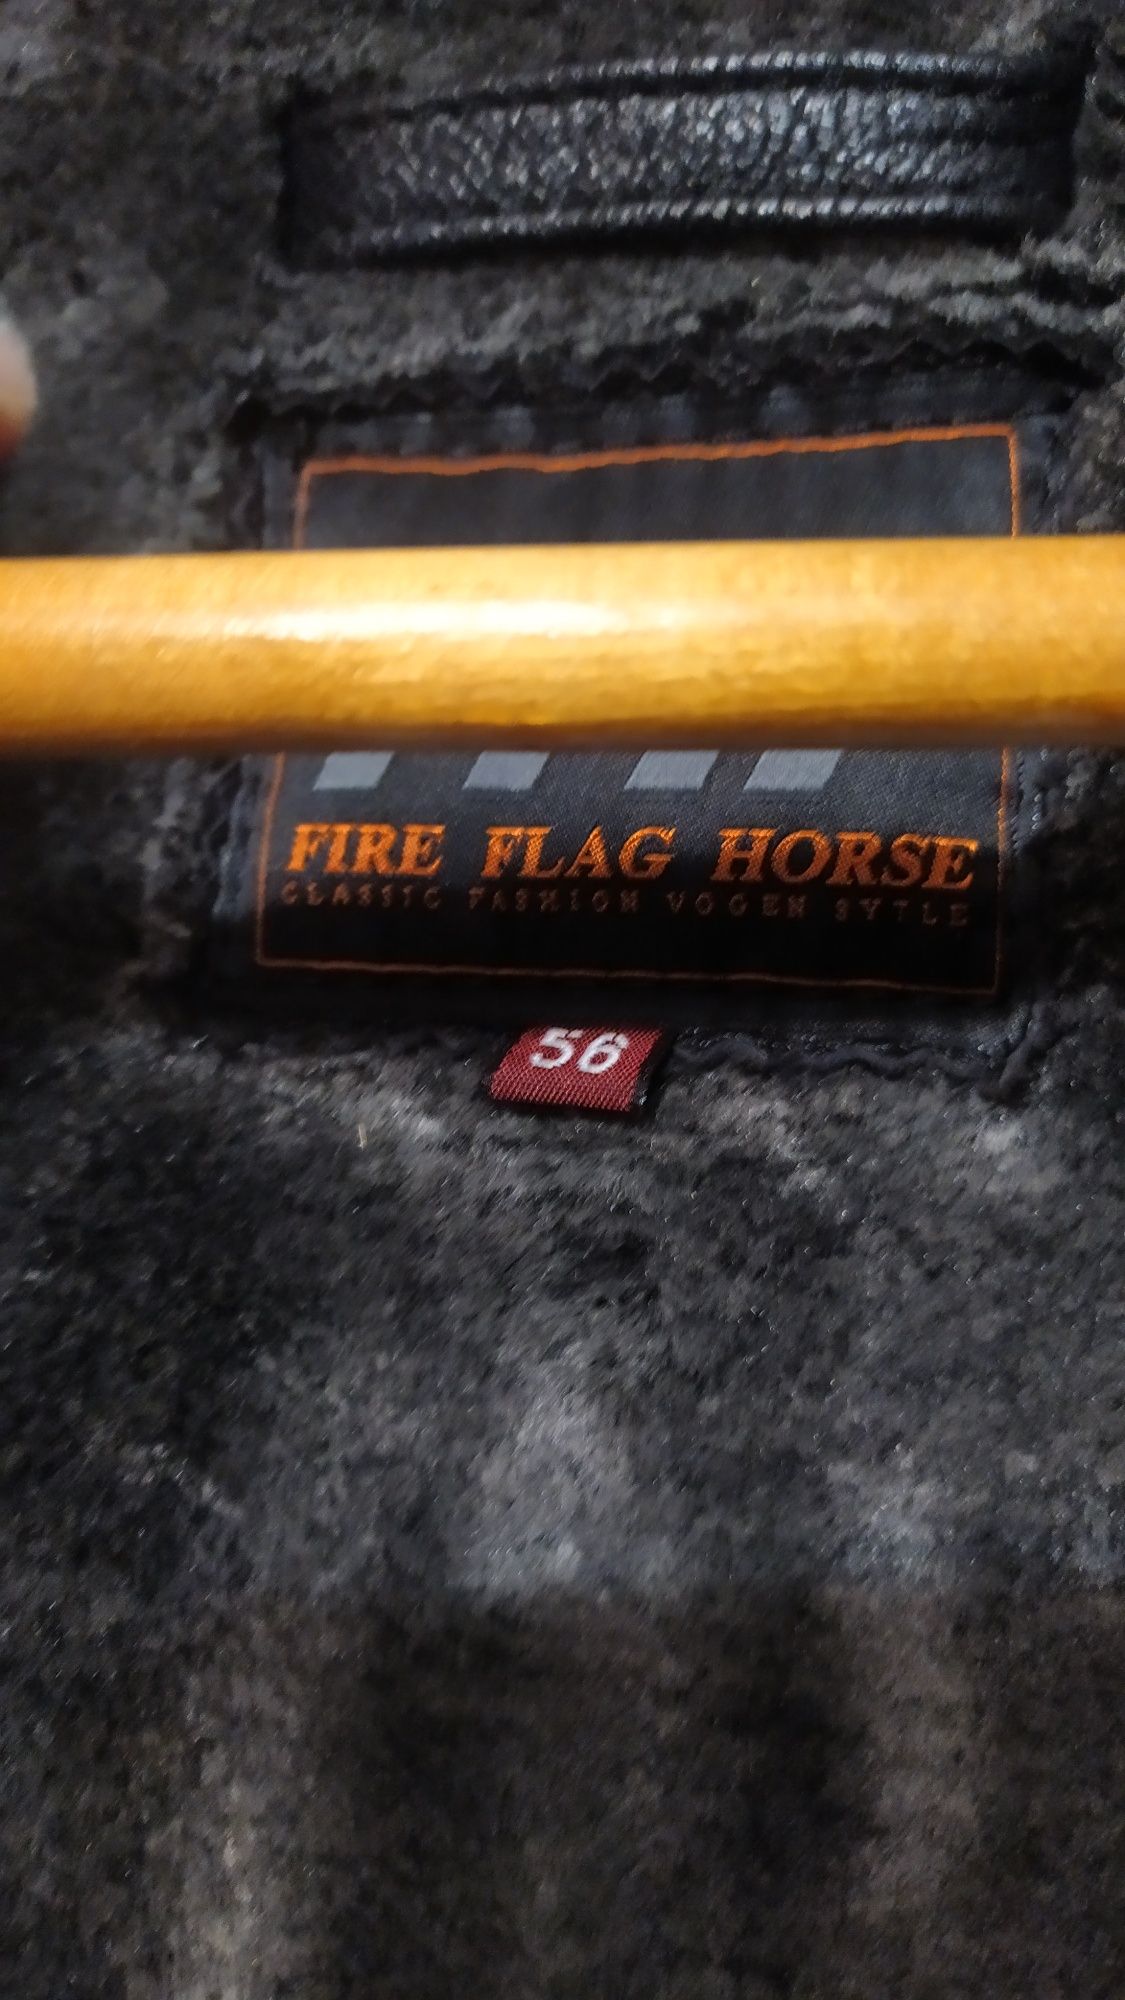 FIRE FLAG HORSE
CLASSIC FASHION VOGEN SYTLE
56